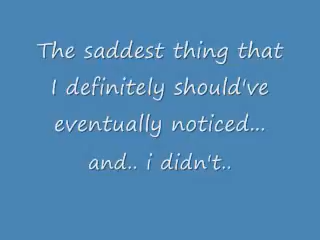 The saddest thing that
I definitely should've
eventually noticed...
and.. i didn't..